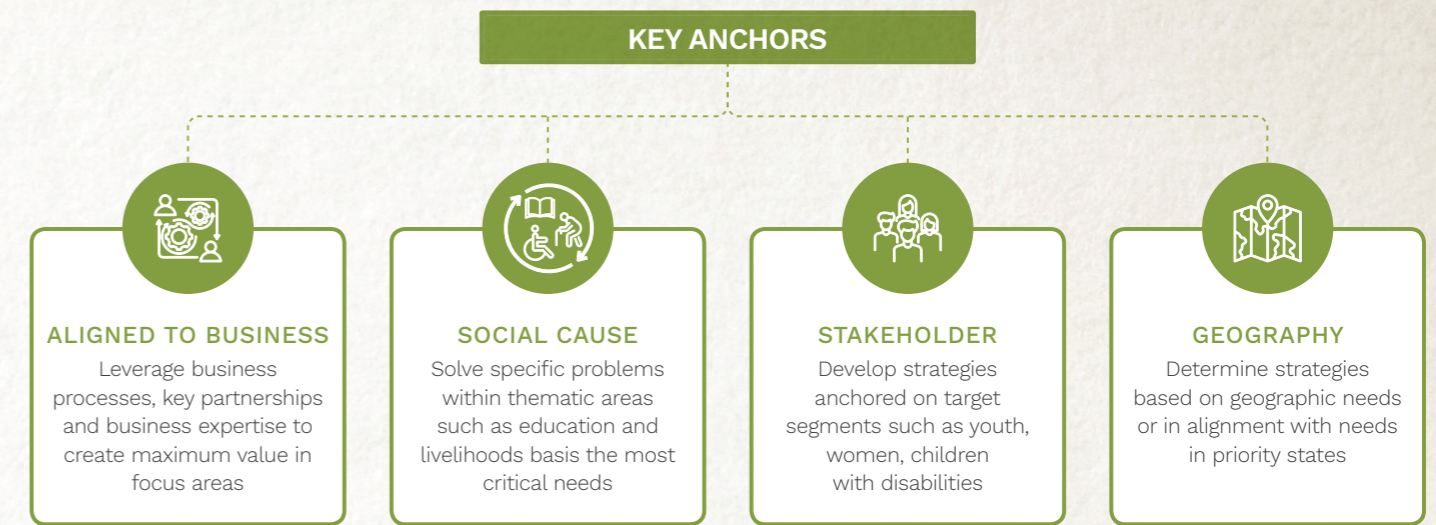 KEY ANCHORS
ALIGNED TO BUSINESS
Leverage business
processes, key partnerships
and business expertise to
create maximum value in
focus areas
SOCIAL CAUSE
Solve specific problems
within thematic areas
such as education and
livelihoods basis the most
critical needs
STAKEHOLDER
Develop strategies
anchored on target
segments such as youth,
women, children
with disabilities
GEOGRAPHY
Determine strategies
based on geographic needs
or in alignment with needs
in priority states